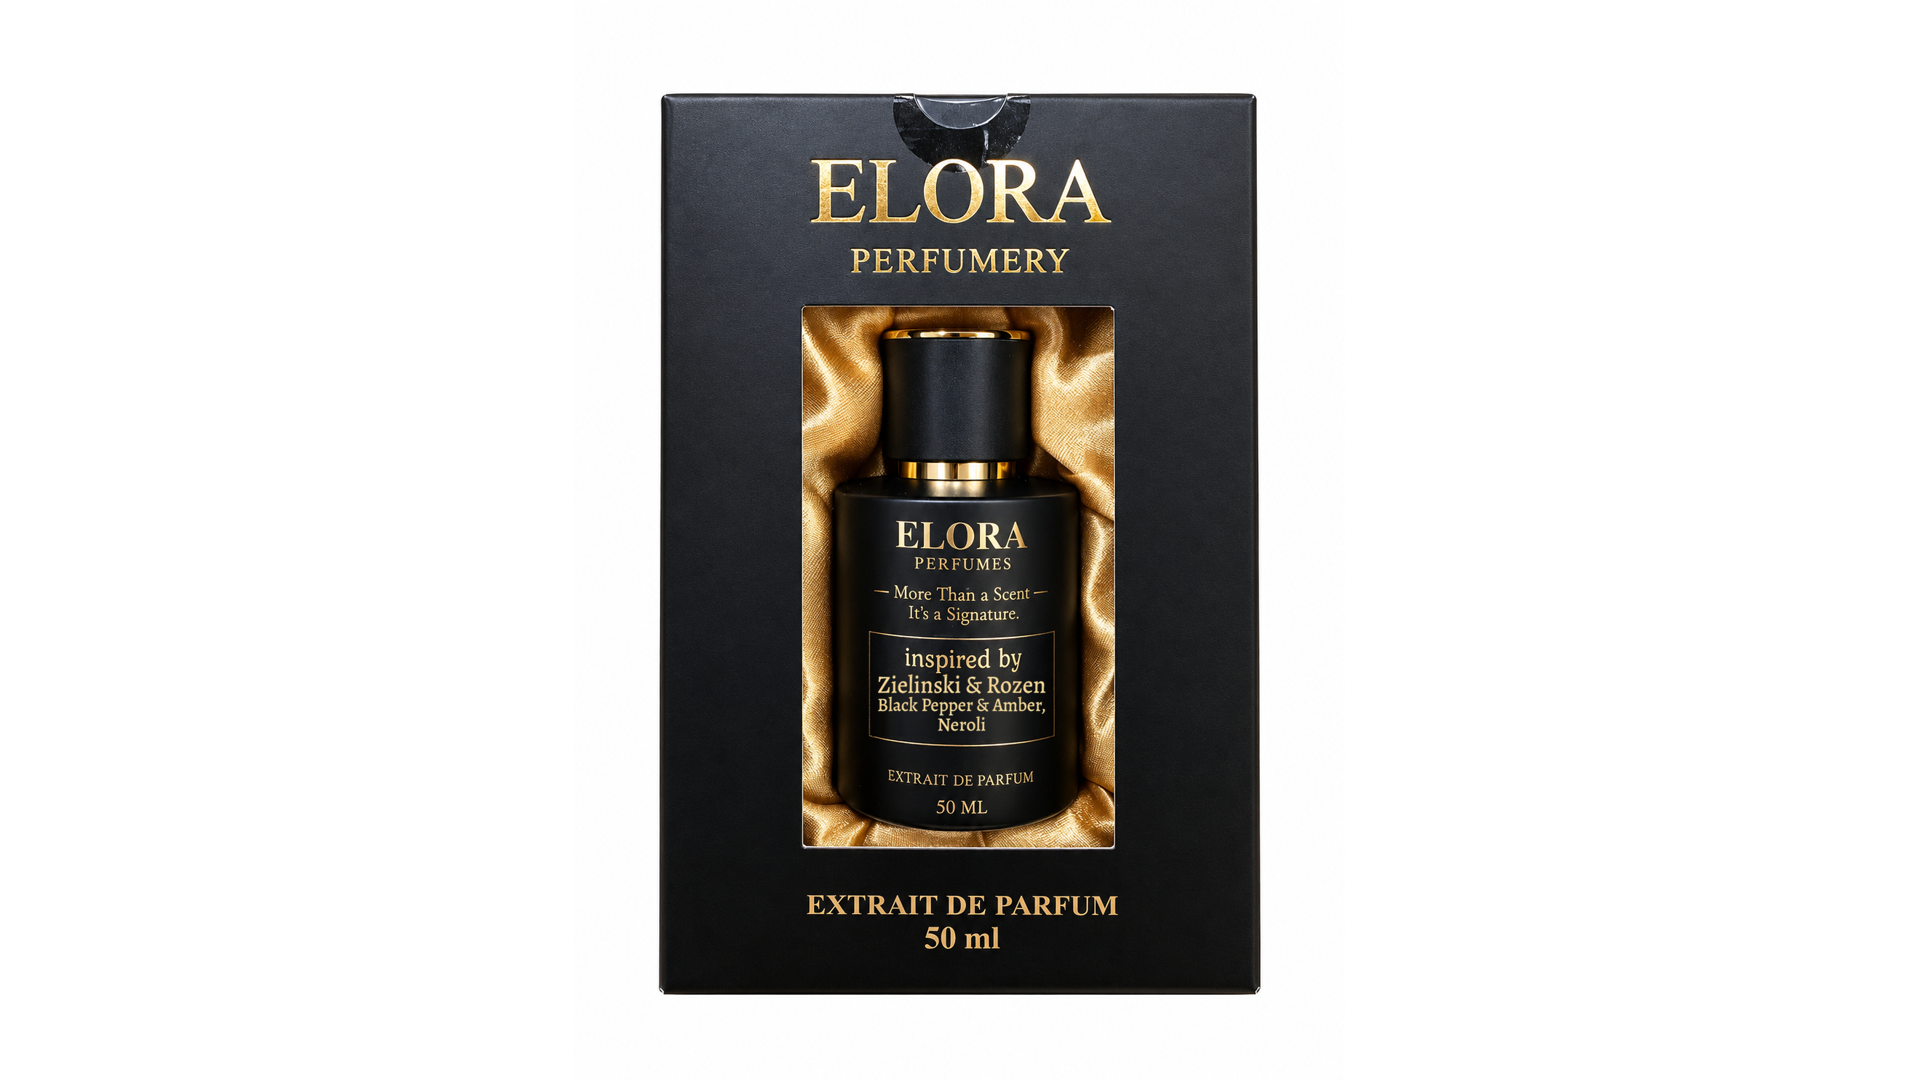 ELORA
PERFUMERY
ELORA
PERFUMES
More Than a Scent
It's a Signature.
inspired by
Zielinski & Rozen
Black Pepper & Amber,
Neroli
EXTRAIT DE PARFUM
50 ML
EXTRAIT DE PARFUM
50 ml